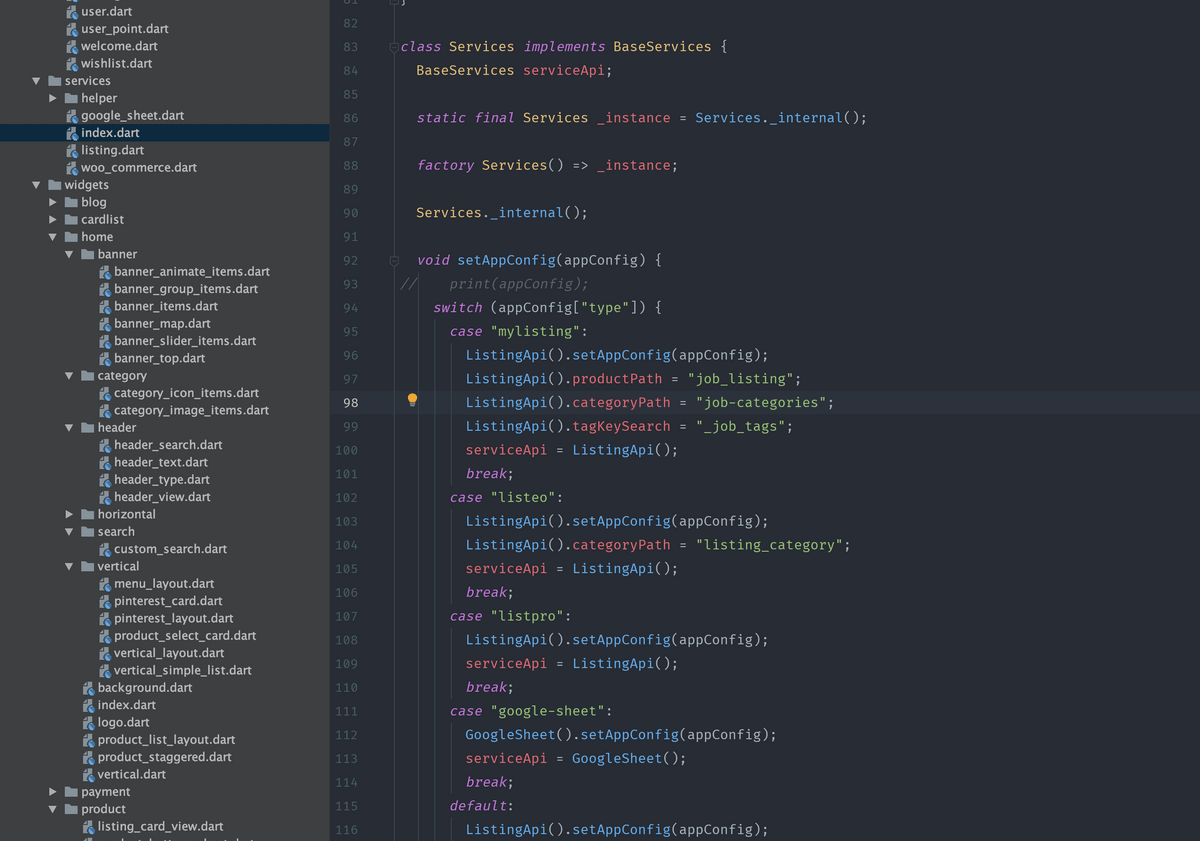 user.dart
user_point.dart
welcome.dart
wishlist.dart
services
helper
google_sheet.dart
index.dart
listing.dart
woo_commerce.dart
widgets
blog
cardlist
home
banner
banner_animate_items.dart
banner_group_items.dart
banner_items.dart
banner_map.dart
banner_slider_items.dart
banner_top.dart
category
category_icon_items.dart
category_image_items.dart
header
header_search.dart
header_text.dart
header_type.dart
header_view.dart
horizontal
search
custom_search.dart
vertical
menu_layout.dart
pinterest_card.dart
pinterest_layout.dart
product_select_card.dart
vertical_layout.dart
vertical_simple_list.dart
background.dart
index.dart
logo.dart
product_list_layout.dart
product_staggered.dart
vertical.dart
payment
product
listing_card_view.dart
81 }
82
83 class Services implements BaseServices {
84 BaseServices serviceApi;
85
86 static final Services _instance = Services._internal();
87
88 factory Services() => _instance;
89
90 Services._internal();
91
92 void setAppConfig(appConfig) {
93 // print(appConfig);
94 switch (appConfig["type"]) {
95 case "mylisting":
96 ListingApi().setAppConfig(appConfig);
97 ListingApi().productPath = "job_listing";
98 ListingApi().categoryPath = "job-categories";
99 ListingApi().tagKeySearch = "_job_tags";
100 serviceApi = ListingApi();
101 break;
102 case "listeo":
103 ListingApi().setAppConfig(appConfig);
104 ListingApi().categoryPath = "listing_category";
105 serviceApi = ListingApi();
106 break;
107 case "listpro":
108 ListingApi().setAppConfig(appConfig);
109 serviceApi = ListingApi();
110 break;
111 case "google-sheet":
112 GoogleSheet().setAppConfig(appConfig);
113 serviceApi = GoogleSheet();
114 break;
115 default:
116 ListingApi().setAppConfig(appConfig);